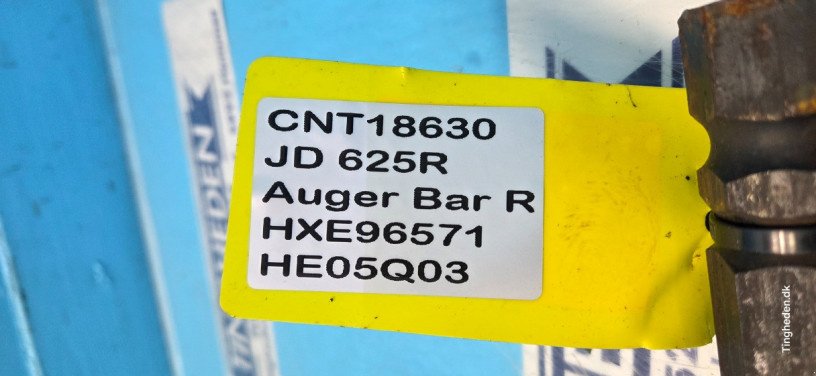 CNT18630
JD 625R
Auger Bar R
HXE96571
HE05Q03
Tingheden.dk